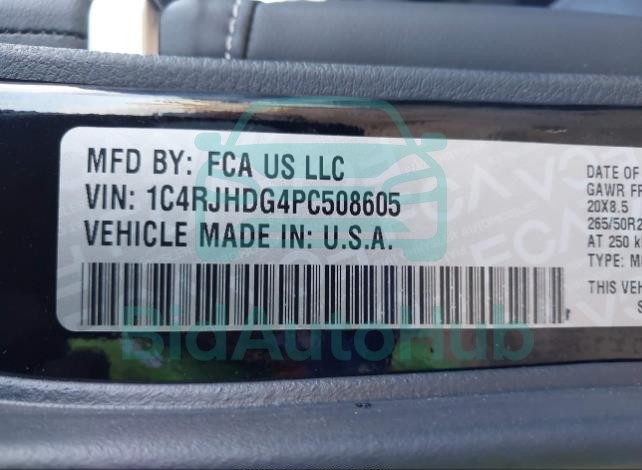 MFD BY: FCA US LLC
VIN: 1C4RJHDG4PC508605
VEHICLE MADE IN: U.S.A.
DATE OF
GAWR FR
20X8.5
265/50R2
AT 250 k
TYPE: M
THIS VEH
S
BidAutoHub